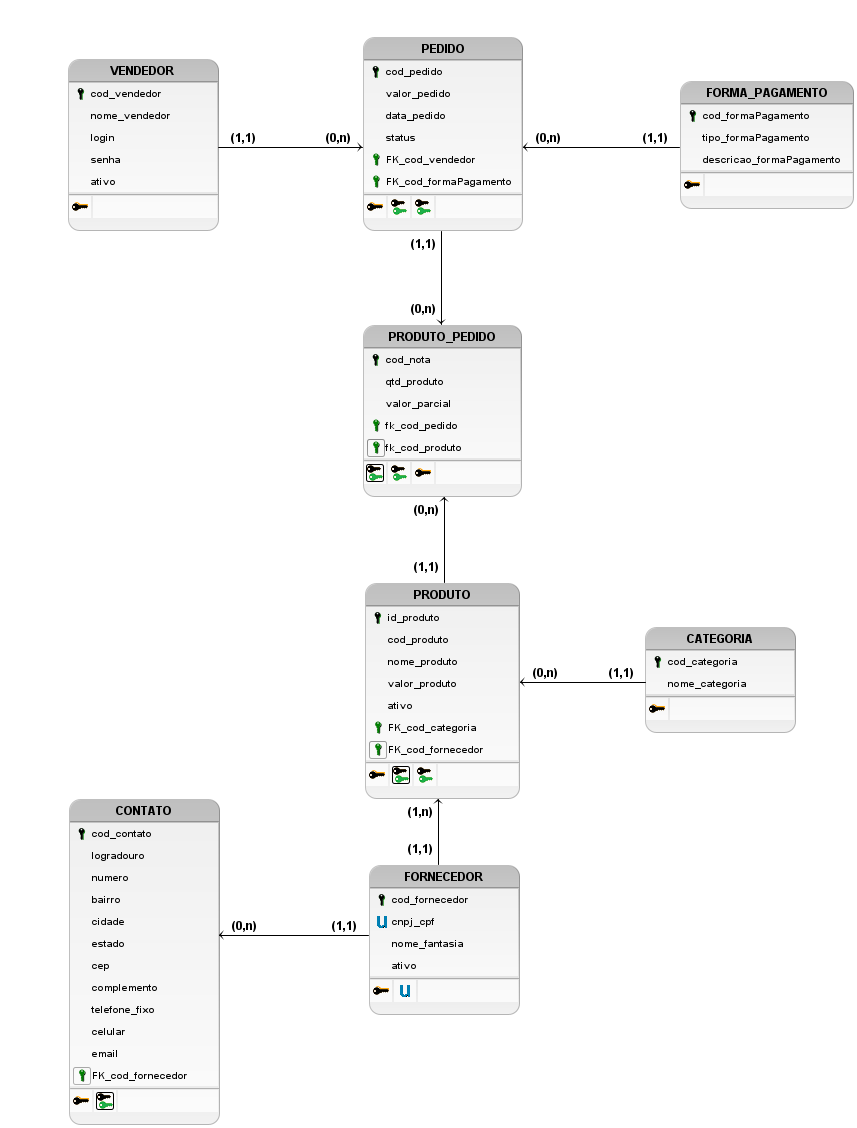 VENDEDOR
cod_vendedor
nome_vendedor
login
senha
ativo
(1,1)
(0,n)
PEDIDO
cod_pedido
valor_pedido
data_pedido
status
FK_cod_vendedor
FK_cod_formaPagamento
(0,n)
(1,1)
FORMA_PAGAMENTO
cod_formaPagamento
tipo_formaPagamento
descricao_formaPagamento
(1,1)
(0,n)
PRODUTO_PEDIDO
cod_nota
qtd_produto
valor_parcial
fk_cod_pedido
fk_cod_produto
(0,n)
(1,1)
PRODUTO
id_produto
cod_produto
nome_produto
valor_produto
ativo
FK_cod_categoria
FK_cod_fornecedor
(0,n)
(1,1)
CATEGORIA
cod_categoria
nome_categoria
(1,n)
(1,1)
CONTATO
cod_contato
logradouro
numero
bairro
cidade
estado
cep
complemento
telefone_fixo
celular
email
FK_cod_fornecedor
(0,n)
(1,1)
FORNECEDOR
cod_fornecedor
U cnpj_cpf
nome_fantasia
ativo
U